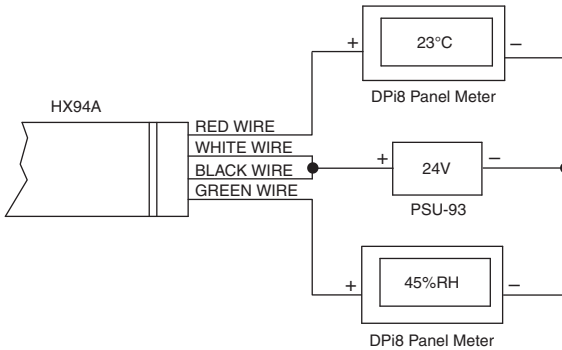 +
23°C
−
DPi8 Panel Meter
HX94A
RED WIRE
WHITE WIRE
BLACK WIRE
GREEN WIRE
+
24V
−
PSU-93
+
45%RH
−
DPi8 Panel Meter